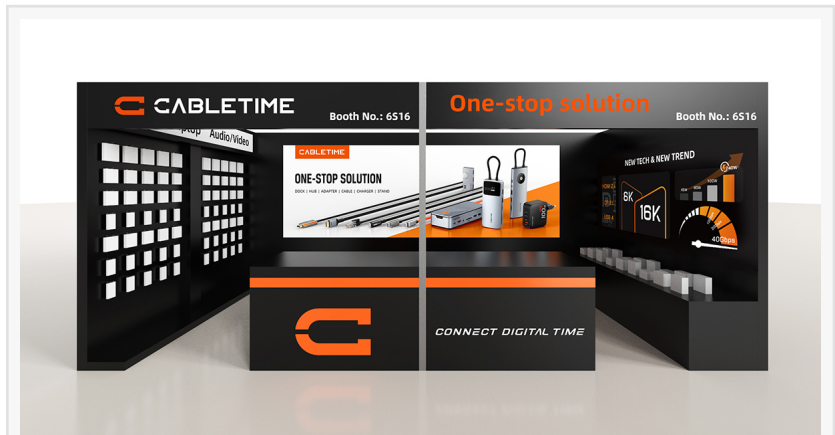 CABLETIME
Booth No.: 6S16
One-stop solution
Booth No.: 6S16
Audio/Video
CABLETIME
ONE-STOP SOLUTION
DOCK | HUB | ADAPTER | CABLE | CHARGER | STAND
NEW TECH & NEW TREND
6K
16K
240W
40Gbps
CONNECT DIGITAL TIME